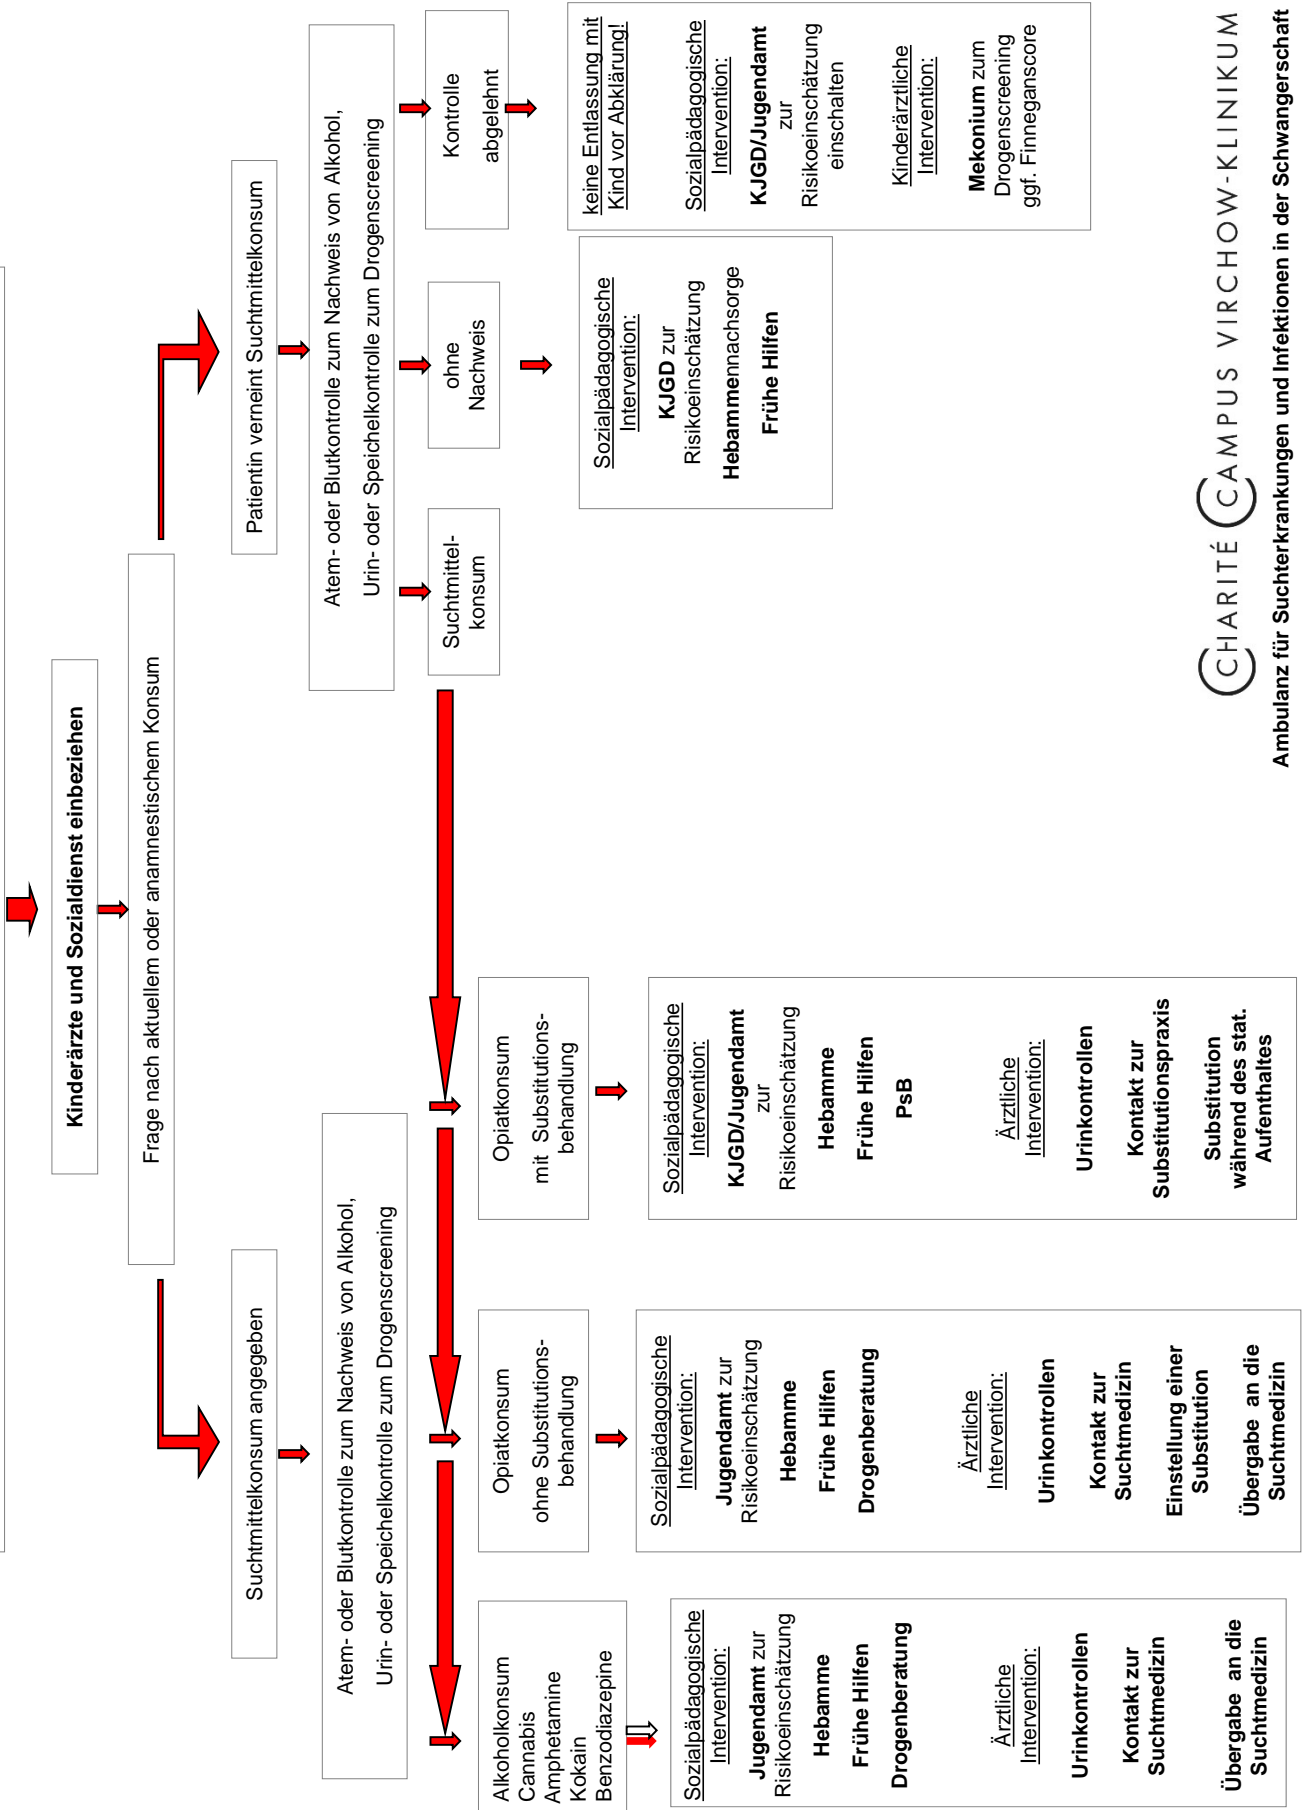 Kinderärzte und Sozialdienst einbeziehen
Frage nach aktuellem oder anamnestischem Konsum
Suchtmittelkonsum angegeben
Patientin verneint Suchtmittelkonsum
Atem- oder Blutkontrolle zum Nachweis von Alkohol,
Urin- oder Speichelkontrolle zum Drogenscreening
Atem- oder Blutkontrolle zum Nachweis von Alkohol,
Urin- oder Speichelkontrolle zum Drogenscreening
Suchtmittel-
konsum
ohne
Nachweis
Kontrolle
abgelehnt
Alkoholkonsum
Cannabis
Amphetamine
Kokain
Benzodiazepine
Opiatkonsum
ohne Substitutions-
behandlung
Opiatkonsum
mit Substitutions-
behandlung
Sozialpädagogische
Intervention:
Jugendamt zur
Risikoeinschätzung
Hebamme
Frühe Hilfen
Drogenberatung
Ärztliche
Intervention:
Urinkontrollen
Kontakt zur
Suchtmedizin
Übergabe an die
Suchtmedizin
Sozialpädagogische
Intervention:
Jugendamt zur
Risikoeinschätzung
Hebamme
Frühe Hilfen
Drogenberatung
Ärztliche
Intervention:
Urinkontrollen
Kontakt zur
Suchtmedizin
Einstellung einer
Substitution
Übergabe an die
Suchtmedizin
Sozialpädagogische
Intervention:
KJGD/Jugendamt
zur
Risikoeinschätzung
Hebamme
Frühe Hilfen
PsB
Ärztliche
Intervention:
Urinkontrollen
Kontakt zur
Substitutionspraxis
Substitution
während des stat.
Aufenthaltes
Sozialpädagogische
Intervention:
KJGD zur
Risikoeinschätzung
Hebammennachsorge
Frühe Hilfen
keine Entlassung mit
Kind vor Abklärung!
Sozialpädagogische
Intervention:
KJGD/Jugendamt
zur
Risikoeinschätzung
einschalten
Kinderärztliche
Intervention:
Mekonium zum
Drogenscreening
ggf. Finneganscore
CHARITÉ CAMPUS VIRCHOW-KLINIKUM
Ambulanz für Suchterkrankungen und Infektionen in der Schwangerschaft